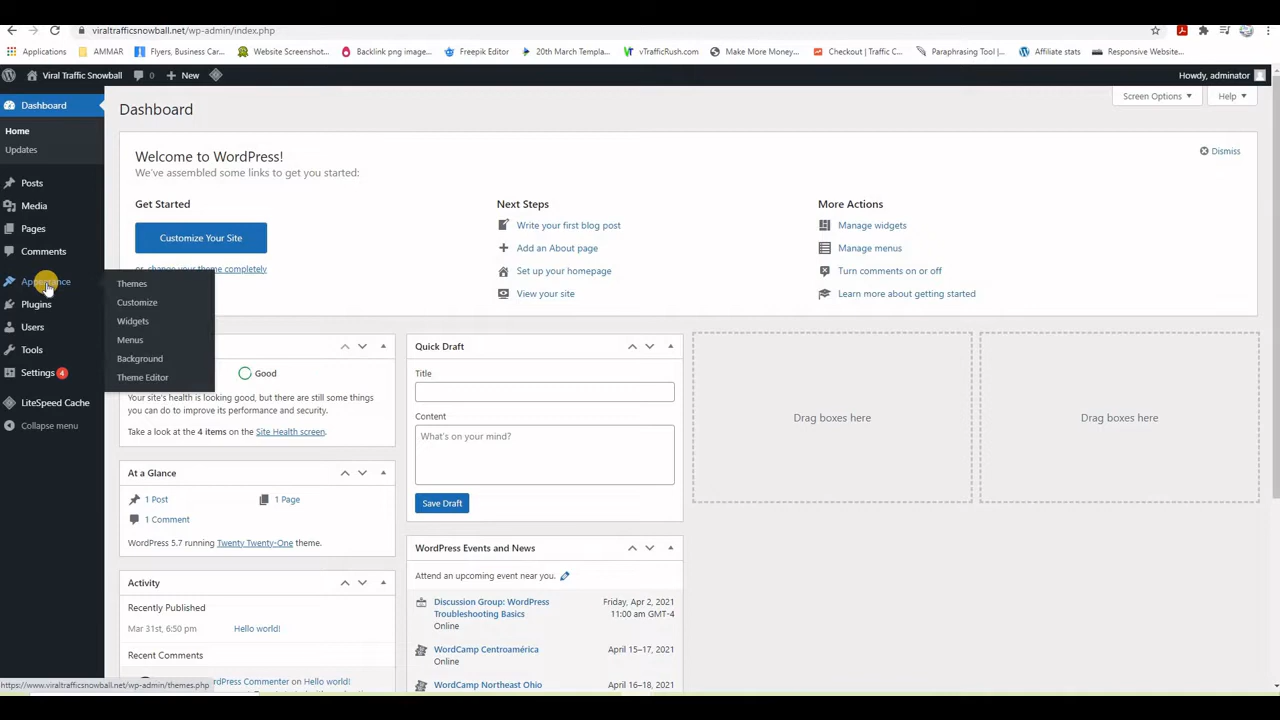 viraltrafficsnowball.net/wp-admin/index.php
Applications AMMAR Flyers, Business Car... Website Screenshot... Backlink png image... Freepik Editor 20th March Templa... vTrafficRush.com Make More Money... Checkout | Traffic C... Paraphrasing Tool |... Affiliate stats Responsive Website...
Viral Traffic Snowball 0 + New Howdy, adminator
Dashboard
Home
Updates
Posts
Media
Pages
Comments
Appearance
Plugins
Users
Tools
Settings 4
LiteSpeed Cache
Collapse menu
Themes
Customize
Widgets
Menus
Background
Theme Editor
Dashboard
Screen Options
Help
Welcome to WordPress!
We've assembled some links to get you started:
Dismiss
Get Started
Customize Your Site
or, change your theme completely
Next Steps
Write your first blog post
Add an About page
Set up your homepage
View your site
More Actions
Manage widgets
Manage menus
Turn comments on or off
Learn more about getting started
Good
Your site's health is looking good, but there are still some
things you can do to improve its performance and security.
Take a look at the 4 items on the Site Health screen.
At a Glance
1 Post
1 Page
1 Comment
WordPress 5.7 running Twenty Twenty-One theme.
Activity
Recently Published
Mar 31st, 6:50 pm Hello world!
Recent Comments
WordPress Commenter on Hello world!
Quick Draft
Title
Content
What's on your mind?
Save Draft
WordPress Events and News
Attend an upcoming event near you.
Discussion Group: WordPress
Troubleshooting Basics
Online
Friday, Apr 2, 2021
11:00 am GMT-4
WordCamp Centroamérica
Online
April 15–17, 2021
WordCamp Northeast Ohio
April 16–18, 2021
Drag boxes here
Drag boxes here
https://www.viraltrafficsnowball.net/wp-admin/themes.php